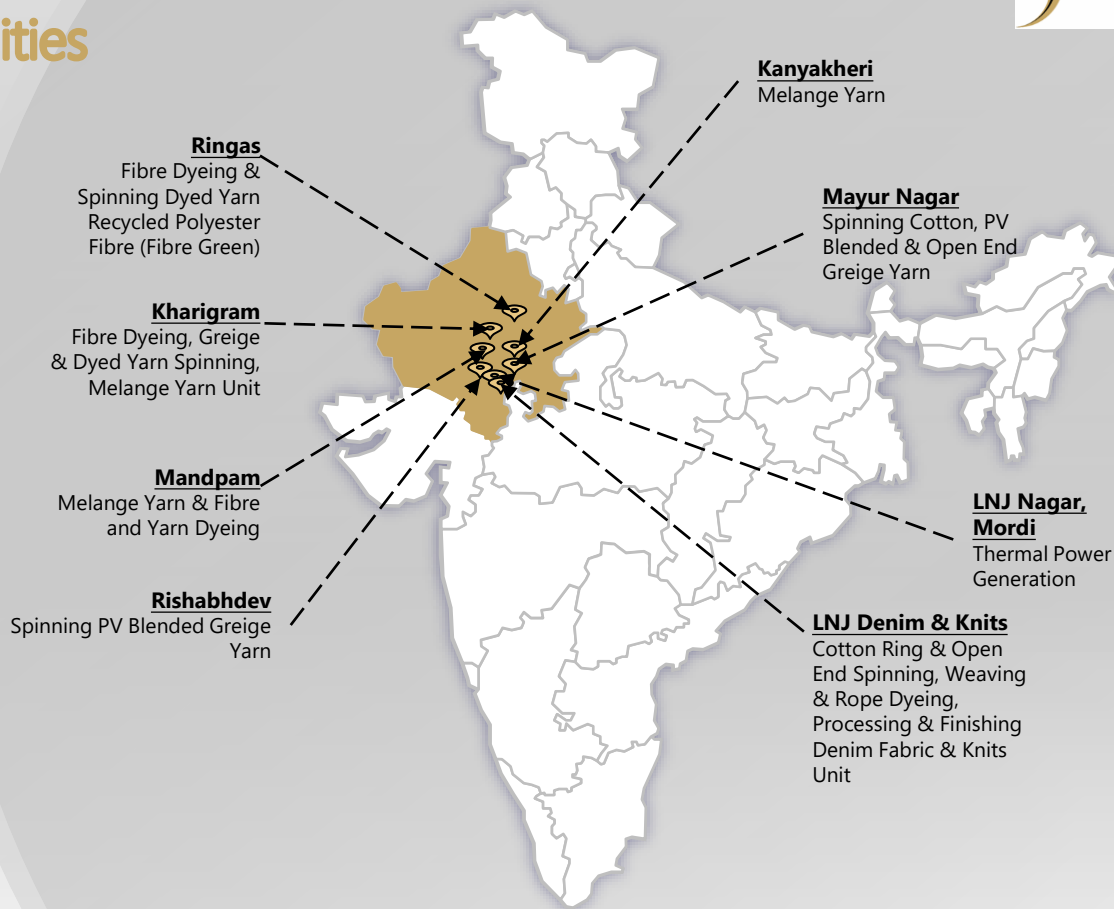 ities
Kanyakheri
Melange Yarn
Ringas
Fibre Dyeing &
Spinning Dyed Yarn
Recycled Polyester
Fibre (Fibre Green)
Mayur Nagar
Spinning Cotton, PV
Blended & Open End
Greige Yarn
Kharigram
Fibre Dyeing, Greige
& Dyed Yarn Spinning,
Melange Yarn Unit
Mandpam
Melange Yarn & Fibre
and Yarn Dyeing
LNJ Nagar,
Mordi
Thermal Power
Generation
Rishabhdev
Spinning PV Blended Greige
Yarn
LNJ Denim & Knits
Cotton Ring & Open
End Spinning, Weaving
& Rope Dyeing,
Processing & Finishing
Denim Fabric & Knits
Unit